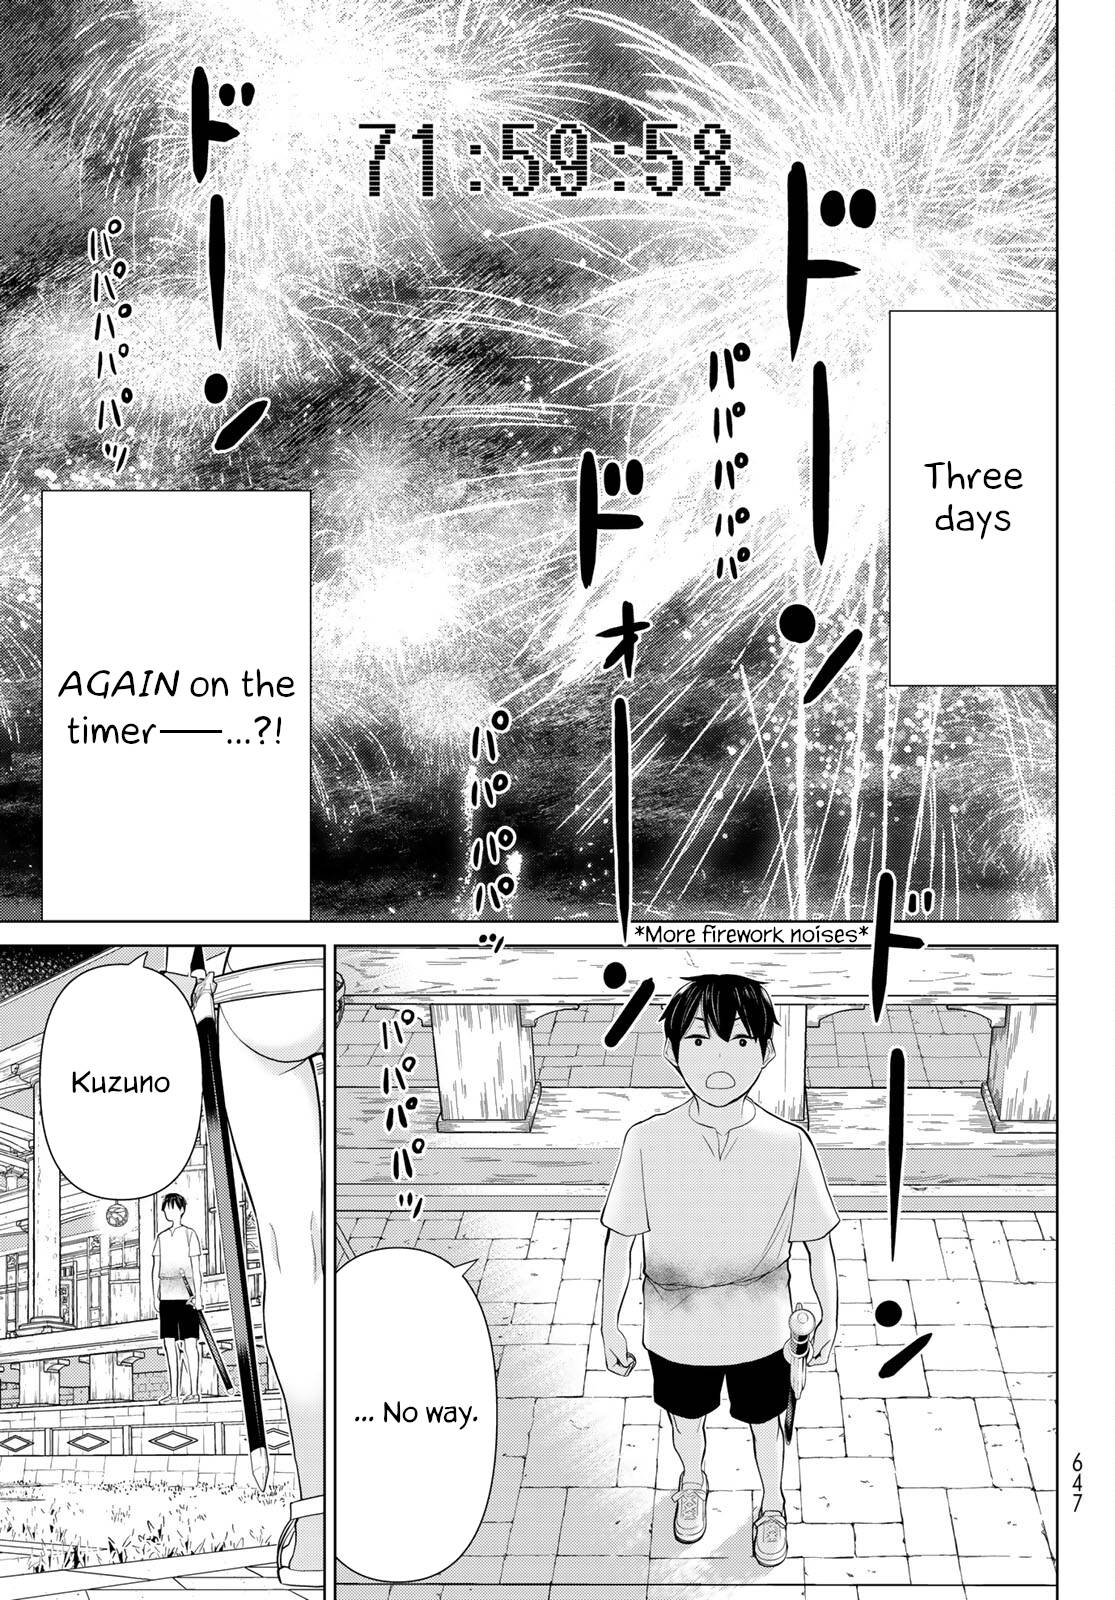 71:59:58
Three
days
ドーン
パパパパパパッ
ドーン
パパパパパパッ
AGAIN on the
timer——...?!
ドォーン
パパパパパッ
*More firework noises*
ドーン
パパパパッ
... No way.
Kuzuno
647